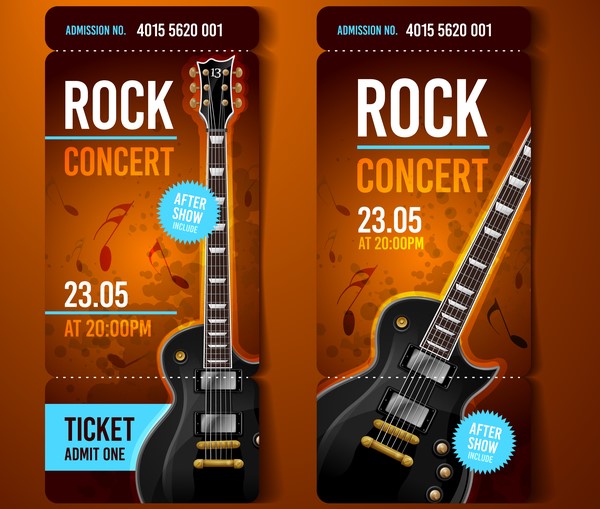 ADMISSION NO. 4015 5620 001
13
ROCK
CONCERT
AFTER
SHOW
INCLUDE
23.05
AT 20:00PM
TICKET
ADMIT ONE
ADMISSION NO. 4015 5620 001
ROCK
CONCERT
23.05
AT 20:00PM
AFTER
SHOW
INCLUDE